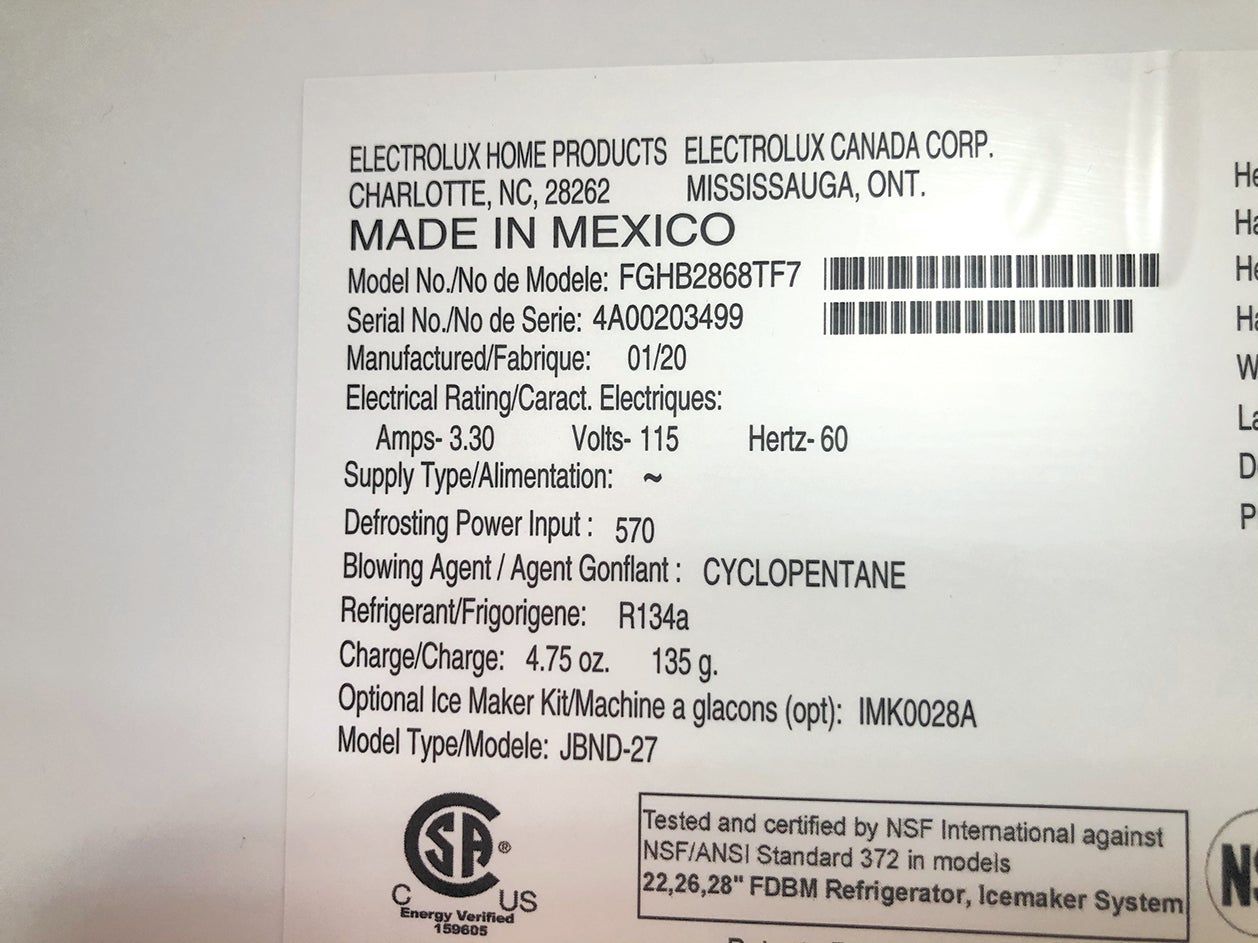 ELECTROLUX HOME PRODUCTS ELECTROLUX CANADA CORP.
CHARLOTTE, NC, 28262 MISSISSAUGA, ONT.
MADE IN MEXICO
Model No./No de Modele: FGHB2868TF7
Serial No./No de Serie: 4A00203499
Manufactured/Fabrique: 01/20
Electrical Rating/Caract. Electriques:
Amps- 3.30 Volts- 115 Hertz- 60
Supply Type/Alimentation: ~
Defrosting Power Input : 570
Blowing Agent / Agent Gonflant : CYCLOPENTANE
Refrigerant/Frigorigene: R134a
Charge/Charge: 4.75 oz. 135 g.
Optional Ice Maker Kit/Machine a glacons (opt): IMK0028A
Model Type/Modele: JBND-27
SA ®
C US
Energy Verified
159605
Tested and certified by NSF International against
NSF/ANSI Standard 372 in models
22,26,28" FDBM Refrigerator, Icemaker System